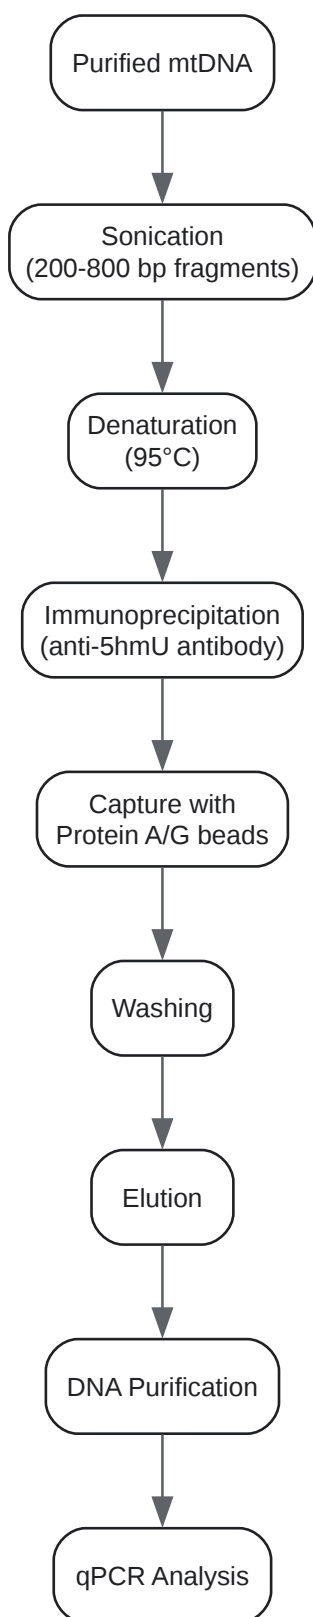 Purified mtDNA
Sonication
(200-800 bp fragments)
Denaturation
(95°C)
Immunoprecipitation
(anti-5hmU antibody)
Capture with
Protein A/G beads
Washing
Elution
DNA Purification
qPCR Analysis